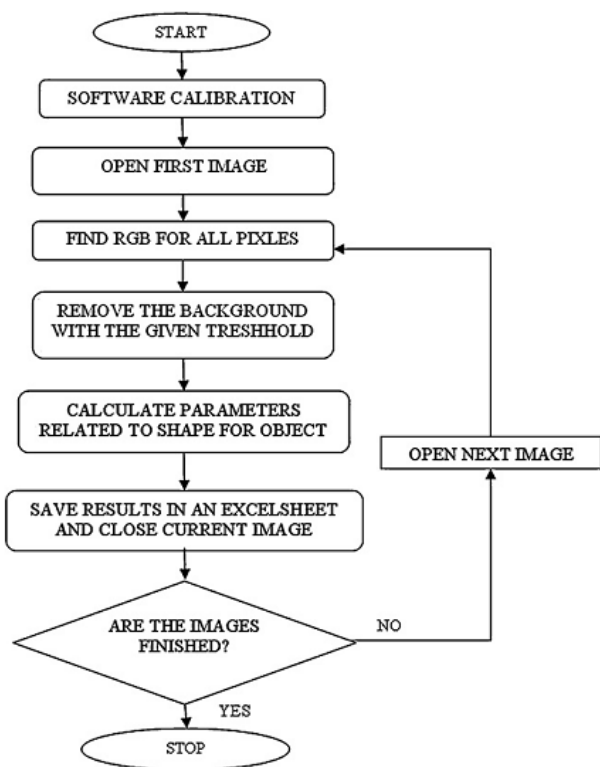 START
SOFTWARE CALIBRATION
OPEN FIRST IMAGE
FIND RGB FOR ALL PIXLES
REMOVE THE BACKGROUND
WITH THE GIVEN TRESHHOLD
CALCULATE PARAMETERS
RELATED TO SHAPE FOR OBJECT
OPEN NEXT IMAGE
SAVE RESULTS IN AN EXCELSHEET
AND CLOSE CURRENT IMAGE
ARE THE IMAGES
FINISHED?
NO
YES
STOP